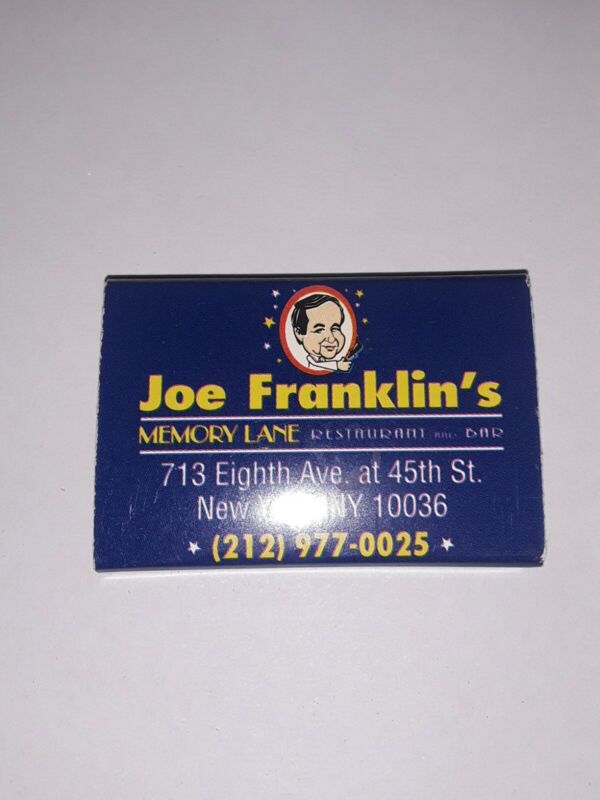 Joe Franklin's
MEMORY LANE RESTAURANT BAR
713 Eighth Ave. at 45th St.
New NY 10036
(212) 977-0025